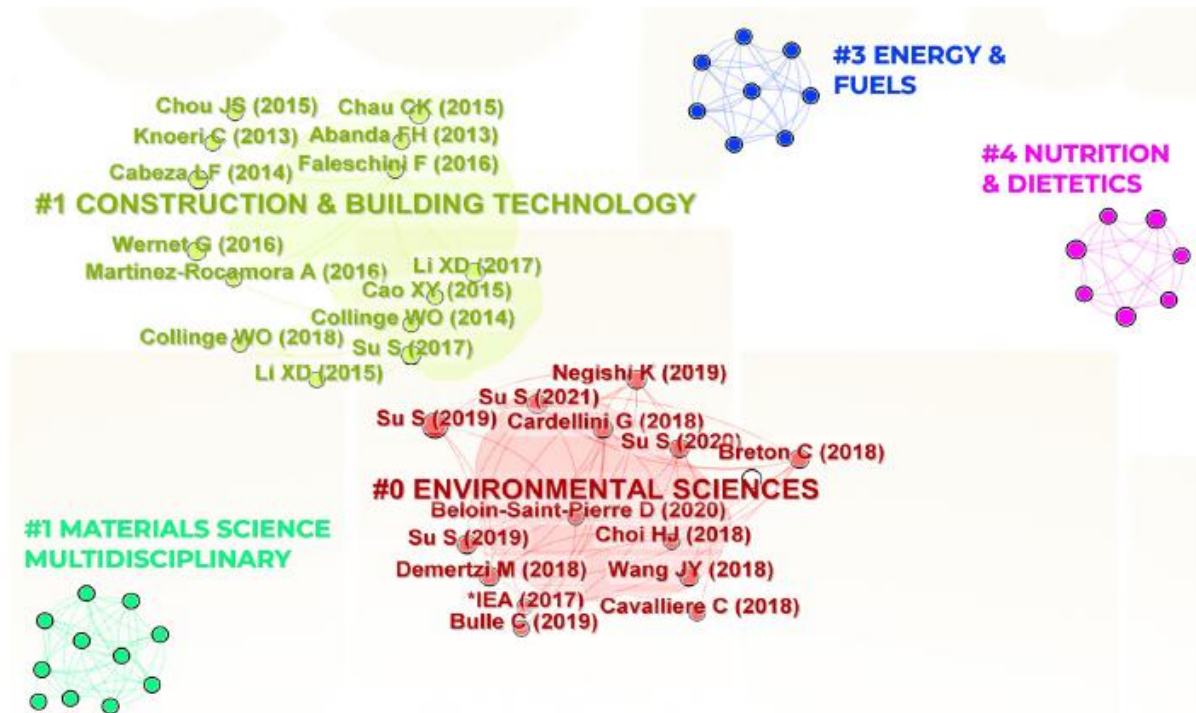 #3 ENERGY &
FUELS
Chou JS (2015)
Chau CK (2015)
Knoeri C (2013)
Abanda FH (2013)
Cabeza LF (2014)
Faleschini F (2016)
#4 NUTRITION
& DIETETICS
#1 CONSTRUCTION & BUILDING TECHNOLOGY
Wernet G (2016)
Martinez-Rocamora A (2016)
Li XD (2017)
Cao XY (2015)
Collinge WO (2014)
Collinge WO (2018)
Su S (2017)
Li XD (2015)
Negishi K (2019)
Su S (2021)
Su S (2019)
Cardellini G (2018)
Su S (2020)
Breton C (2018)
#0 ENVIRONMENTAL SCIENCES
Beloin-Saint-Pierre D (2020)
Su S (2019)
Choi HJ (2018)
Demertzi M (2018)
Wang JY (2018)
*IEA (2017)
Cavalliere C (2018)
Bulle C (2019)
#1 MATERIALS SCIENCE
MULTIDISCIPLINARY